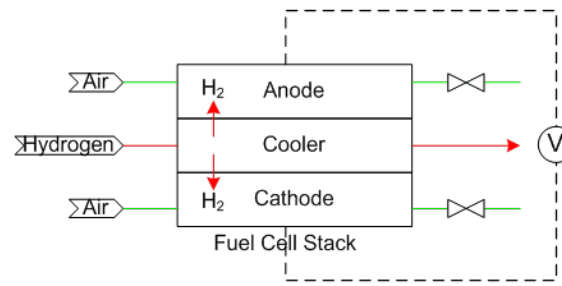 Air
H₂
Anode
Hydrogen
Cooler
V
Air
H₂
Cathode
Fuel Cell Stack